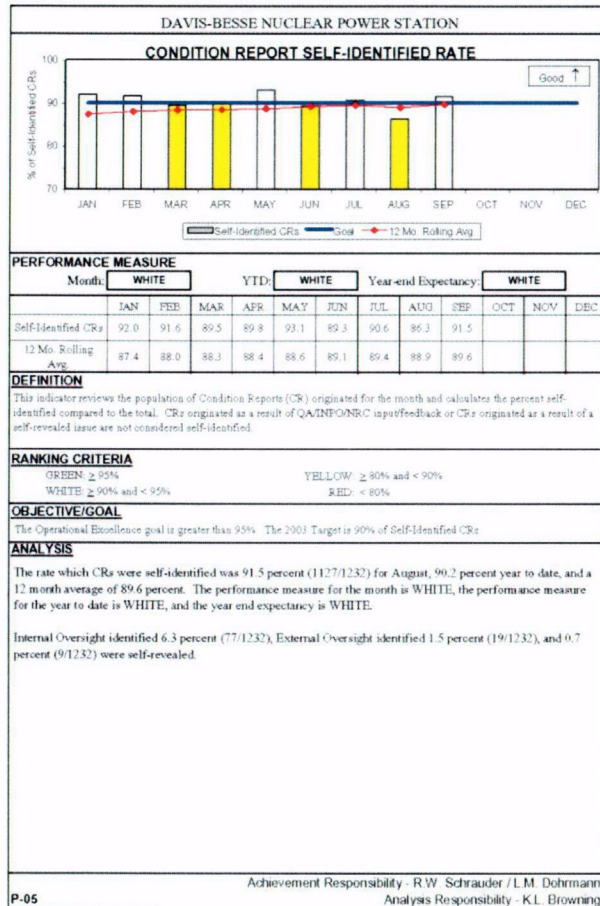 DAVIS-BESSE NUCLEAR POWER STATION
CONDITION REPORT SELF-IDENTIFIED RATE
% of Self-Identified CRs
100
90
80
70
Good ↑
JAN FEB MAR APR MAY JUN JUL AUG SEP OCT NOV DEC
Self-Identified CRs Goal 12 Mo. Rolling Avg
PERFORMANCE MEASURE
Month: WHITE YTD: WHITE Year-end Expectancy: WHITE
JAN FEB MAR APR MAY JUN JUL AUG SEP OCT NOV DEC
Self-Identified CRs 92.0 91.6 89.5 89.8 93.1 89.3 90.6 86.3 91.5
12 Mo. Rolling
Avg. 87.4 88.0 88.3 88.4 88.6 89.1 89.4 88.9 89.6
DEFINITION
This indicator reviews the population of Condition Reports (CR) originated for the month and calculates the percent self-
identified compared to the total. CRs originated as a result of QA/INPO/NRC input/feedback or CRs originated as a result of a
self-revealed issue are not considered self-identified.
RANKING CRITERIA
GREEN: ≥ 95% YELLOW: ≥ 80% and < 90%
WHITE: ≥ 90% and < 95% RED: < 80%
OBJECTIVE/GOAL
The Operational Excellence goal is greater than 95% The 2003 Target is 90% of Self-Identified CRs
ANALYSIS
The rate which CRs were self-identified was 91.5 percent (1127/1232) for August, 90.2 percent year to date, and a
12 month average of 89.6 percent. The performance measure for the month is WHITE, the performance measure
for the year to date is WHITE, and the year end expectancy is WHITE.
Internal Oversight identified 6.3 percent (77/1232), External Oversight identified 1.5 percent (19/1232), and 0.7
percent (9/1232) were self-revealed.
Achievement Responsibility - R.W. Schrauder / L.M. Dohrmann
P-05 Analysis Responsibility - K.L. Browning